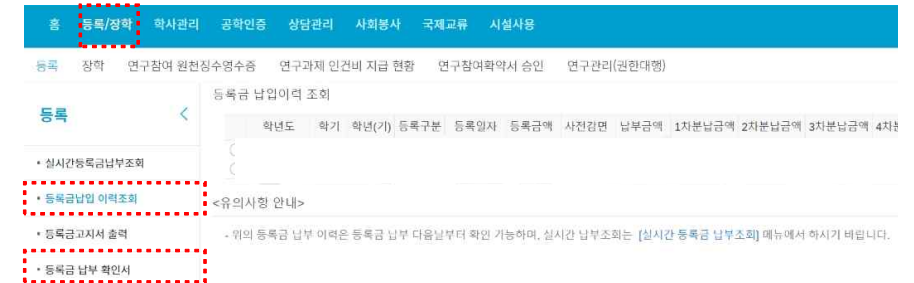 홈 등록/장학 학사관리 공학인증 상담관리 사회봉사 국제교류 시설사용
등록 장학 연구참여 원천징수영수증 연구과제 인건비 지급 현황 연구참여확약서 승인 연구관리(권한대행)
등록 <
등록금 납입이력 조회
학년도 학기 학년(기) 등록구분 등록일자 등록금액 사전감면 납부금액 1차분납금액 2차분납금액 3차분납금액 4차분
• 실시간등록금납부조회
• 등록금납입 이력조회
• 등록금고지서 출력
• 등록금 납부 확인서
<유의사항 안내>
- 위의 등록금 납부 이력은 등록금 납부 다음날부터 확인 가능하며, 실시간 납부조회는 [실시간 등록금 납부조회] 메뉴에서 하시기 바랍니다.